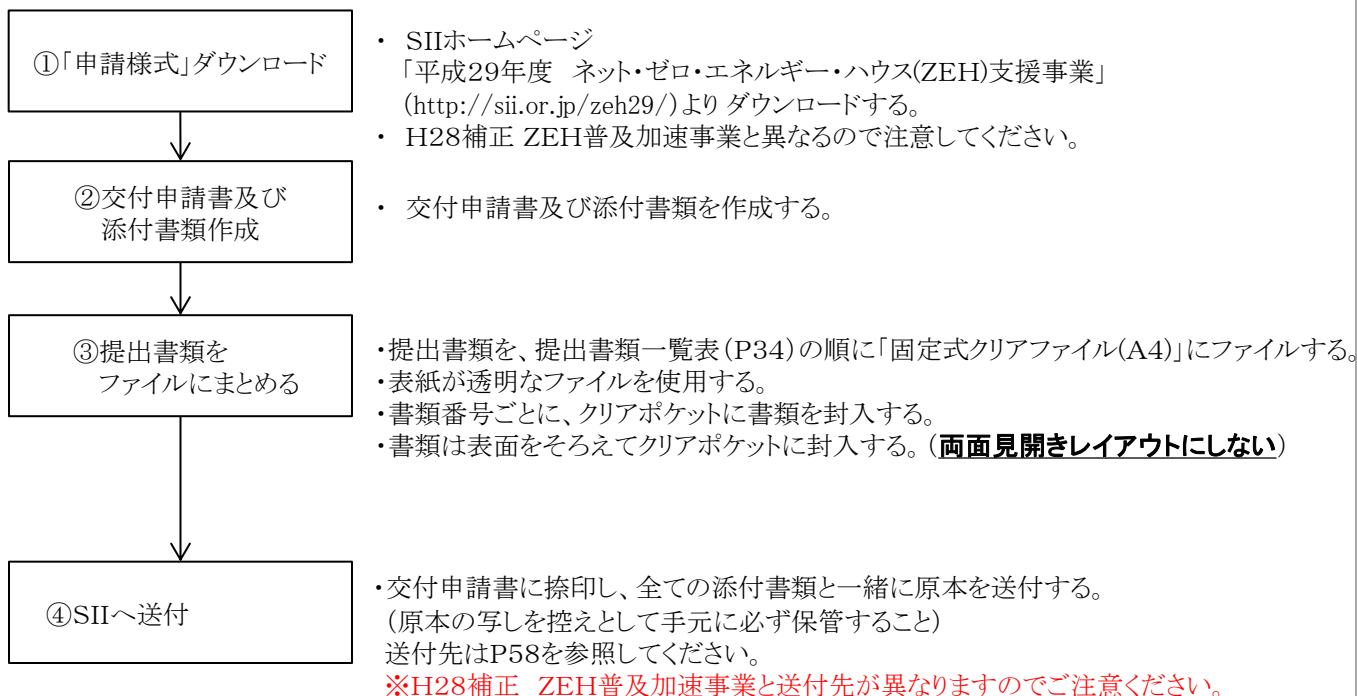 ①「申請様式」ダウンロード
・ SIIホームページ
「平成29年度　ネット・ゼロ・エネルギー・ハウス(ZEH)支援事業」
(http://sii.or.jp/zeh29/)より ダウンロードする。
・ H28補正 ZEH普及加速事業と異なるので注意してください。
②交付申請書及び
添付書類作成
・ 交付申請書及び添付書類を作成する。
③提出書類を
ファイルにまとめる
・提出書類を、提出書類一覧表（P34）の順に「固定式クリアファイル(A4)」にファイルする。
・表紙が透明なファイルを使用する。
・書類番号ごとに、クリアポケットに書類を封入する。
・書類は表面をそろえてクリアポケットに封入する。（両面見開きレイアウトにしない）
④SIIへ送付
・交付申請書に捺印し、全ての添付書類と一緒に原本を送付する。
（原本の写しを控えとして手元に必ず保管すること）
送付先はP58を参照してください。
※H28補正　ZEH普及加速事業と送付先が異なりますのでご注意ください。